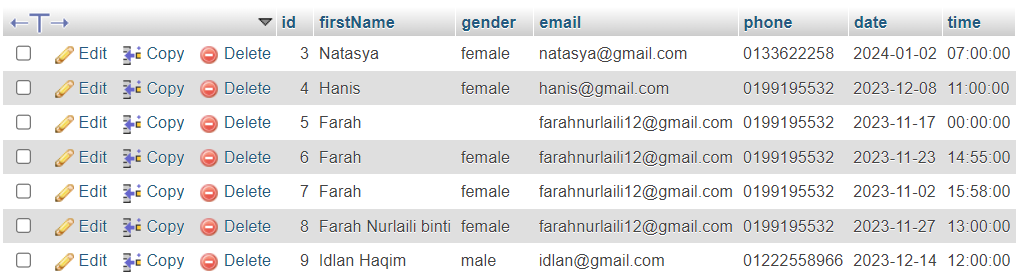 id firstName gender email phone date time
Edit Copy Delete 3 Natasya female natasya@gmail.com 0133622258 2024-01-02 07:00:00
Edit Copy Delete 4 Hanis female hanis@gmail.com 0199195532 2023-12-08 11:00:00
Edit Copy Delete 5 Farah farahnurlaili12@gmail.com 0199195532 2023-11-17 00:00:00
Edit Copy Delete 6 Farah female farahnurlaili12@gmail.com 0199195532 2023-11-23 14:55:00
Edit Copy Delete 7 Farah female farahnurlaili12@gmail.com 0199195532 2023-11-02 15:58:00
Edit Copy Delete 8 Farah Nurlaili binti female farahnurlaili12@gmail.com 0199195532 2023-11-27 13:00:00
Edit Copy Delete 9 Idlan Haqim male idlan@gmail.com 01222558966 2023-12-14 12:00:00